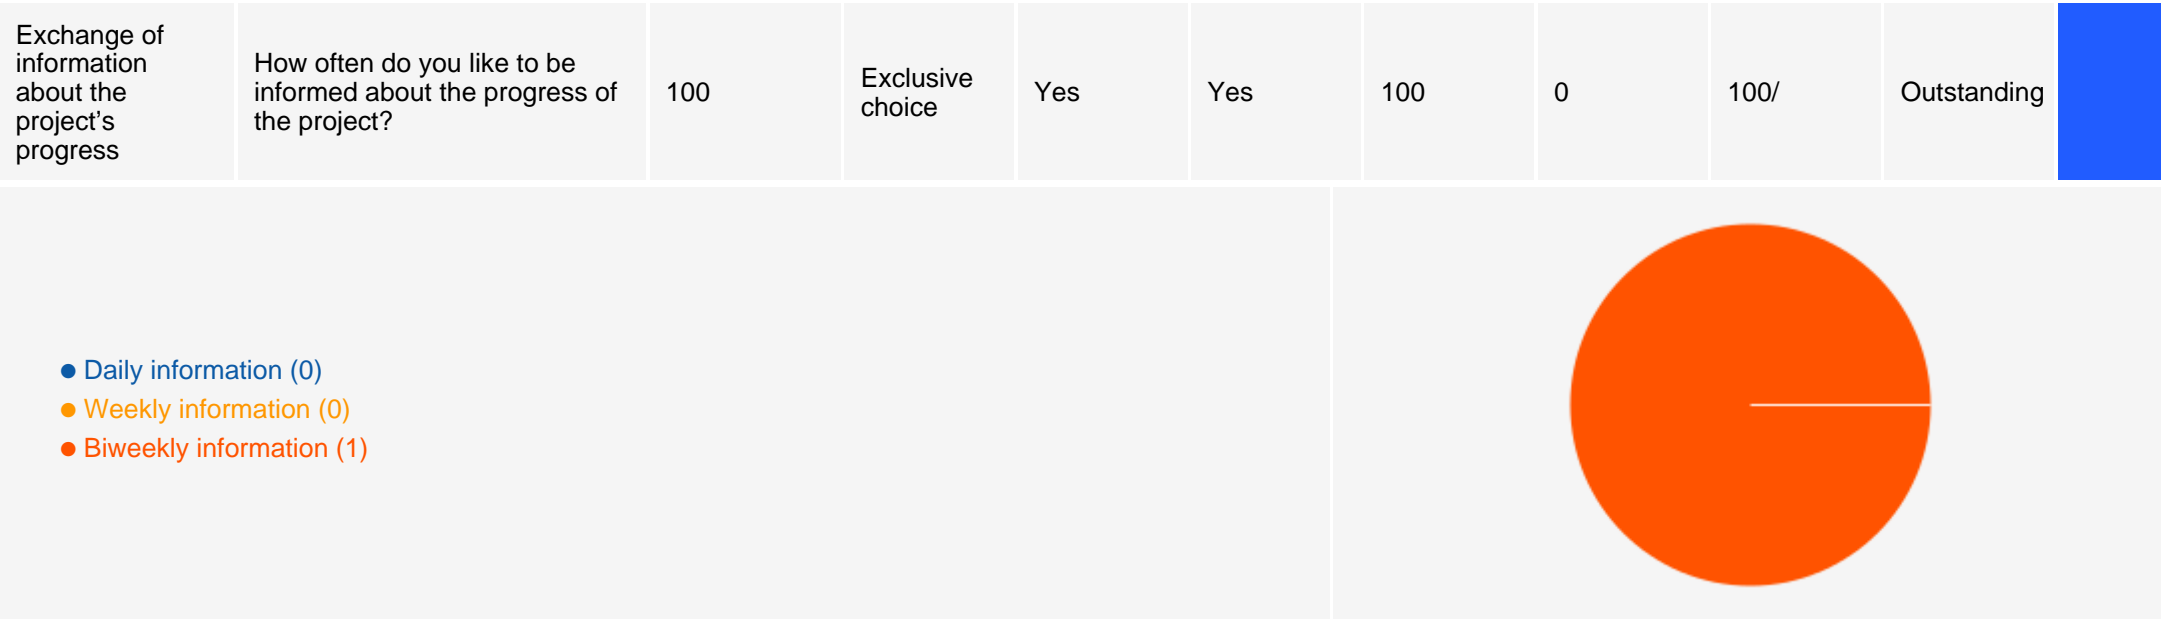 Exchange of
information
about the
project’s
progress
How often do you like to be
informed about the progress of
the project?
100
Exclusive
choice
Yes
Yes
100
0
100/
Outstanding
Daily information (0)
Weekly information (0)
Biweekly information (1)